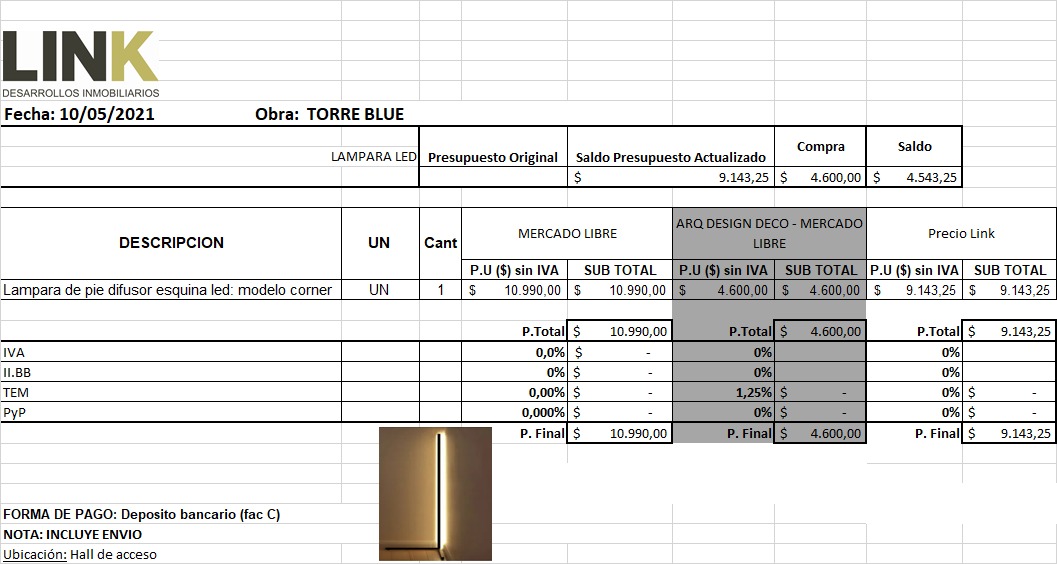 LINK
DESARROLLOS INMOBILIARIOS
Fecha: 10/05/2021 Obra: TORRE BLUE
LAMPARA LED Presupuesto Original Saldo Presupuesto Actualizado Compra Saldo
$ 9.143,25 $ 4.600,00 $ 4.543,25
DESCRIPCION UN Cant MERCADO LIBRE ARQ DESIGN DECO - MERCADO LIBRE Precio Link
P.U ($) sin IVA SUB TOTAL P.U ($) sin IVA SUB TOTAL P.U ($) sin IVA SUB TOTAL
Lampara de pie difusor esquina led: modelo corner UN 1 $ 10.990,00 $ 10.990,00 $ 4.600,00 $ 4.600,00 $ 9.143,25 $ 9.143,25
P.Total $ 10.990,00 P.Total $ 4.600,00 P.Total $ 9.143,25
IVA 0,0% $ - 0% 0%
II.BB 0% $ - 0% 0%
TEM 0,00% $ - 1,25% $ - 0% $ -
PyP 0,000% $ - 0% $ - 0% $ -
P. Final $ 10.990,00 P. Final $ 4.600,00 P. Final $ 9.143,25
FORMA DE PAGO: Deposito bancario (fac C)
NOTA: INCLUYE ENVIO
Ubicación: Hall de acceso